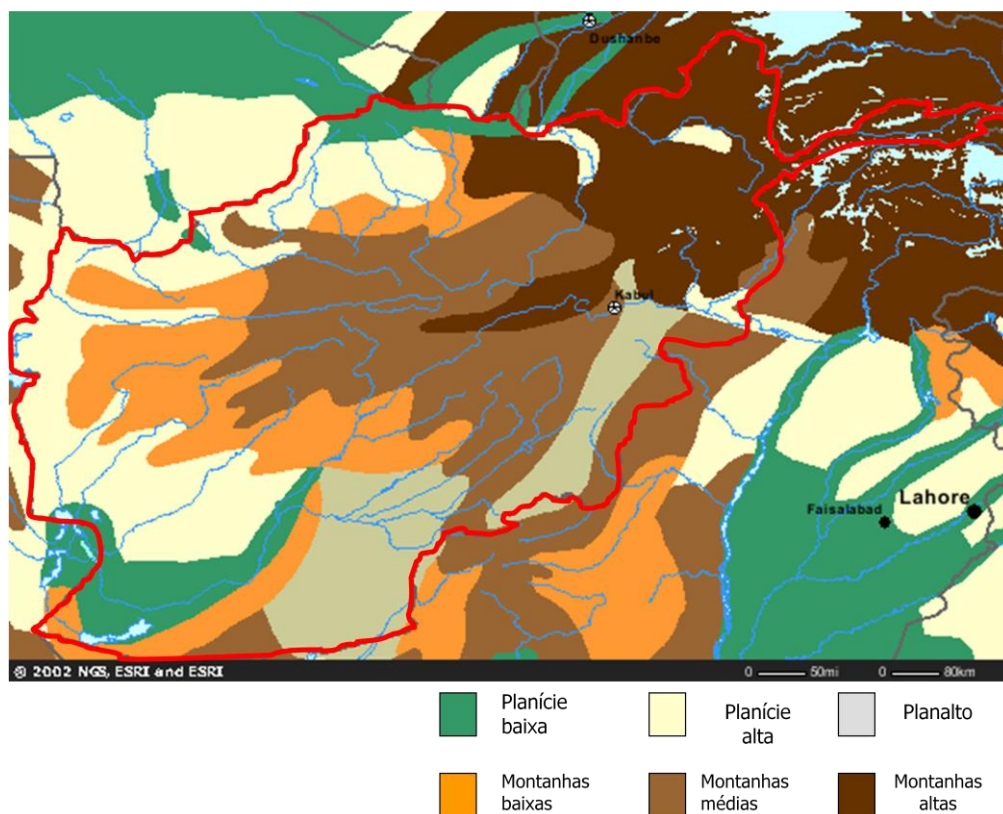 Dushanbe
Kabul
Lahore
Faisalabad
© 2002 NGS, ESRI and ESRI
0 50mi 0 80km
Planície baixa
Planície alta
Planalto
Montanhas baixas
Montanhas médias
Montanhas altas